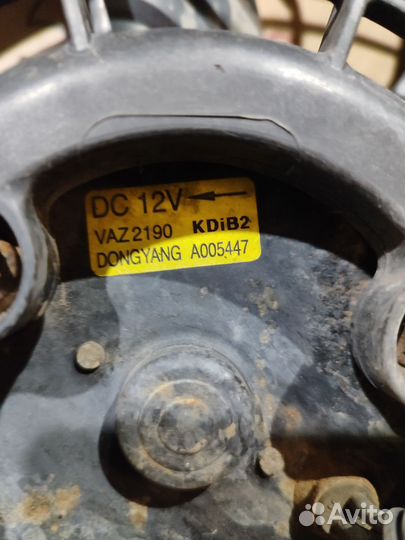 DC 12V ←
VAZ2190 KDiB2
DONGYANG A005447
Avito